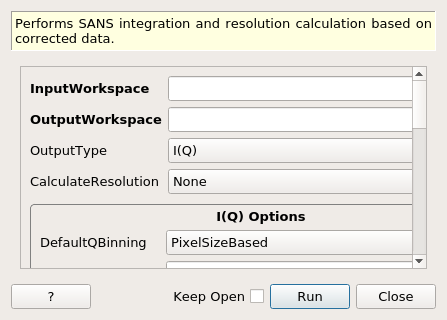 Performs SANS integration and resolution calculation based on
corrected data.
InputWorkspace
OutputWorkspace
OutputType I(Q)
CalculateResolution None
I(Q) Options
DefaultQBinning PixelSizeBased
? Keep Open Run Close